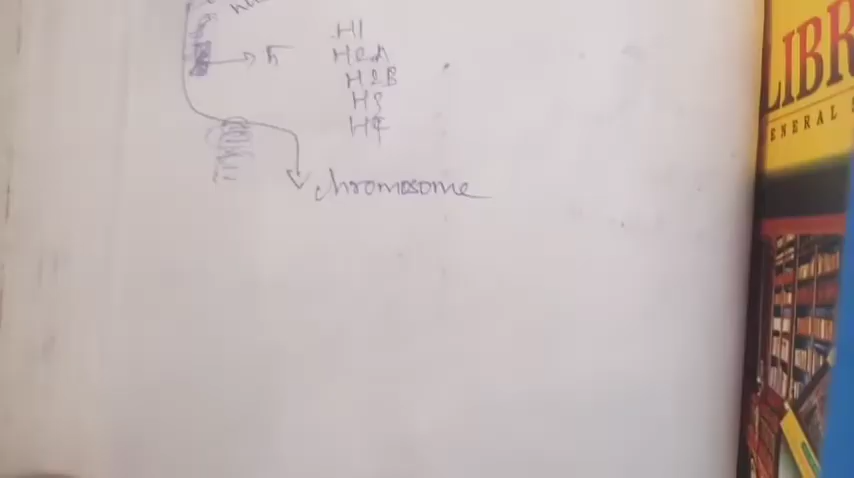 H1
H2A
H2B
H3
H4
chromosome
LIBR
ENERAL S